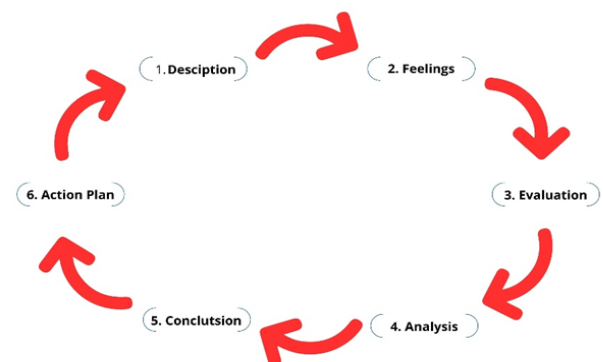 1. Desciption
2. Feelings
3. Evaluation
4. Analysis
5. Conclutsion
6. Action Plan